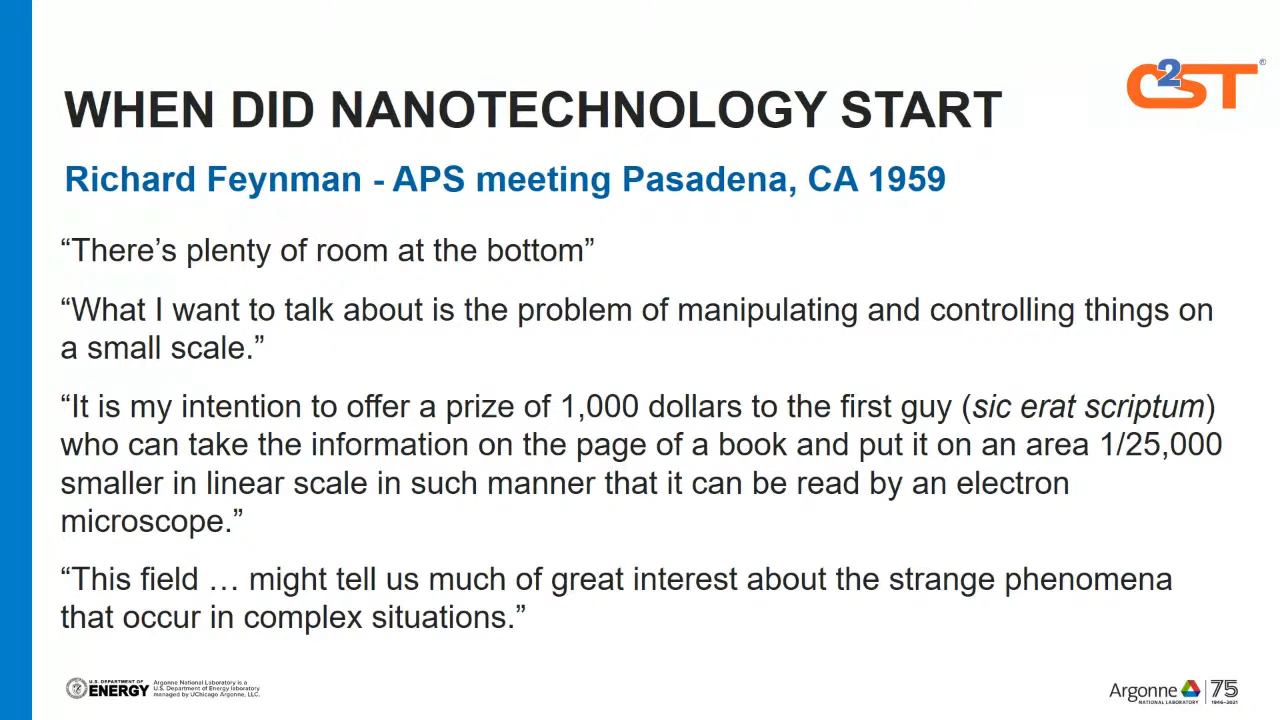 C2ST®
WHEN DID NANOTECHNOLOGY START
Richard Feynman - APS meeting Pasadena, CA 1959
“There’s plenty of room at the bottom”
“What I want to talk about is the problem of manipulating and controlling things on
a small scale.”
“It is my intention to offer a prize of 1,000 dollars to the first guy (sic erat scriptum)
who can take the information on the page of a book and put it on an area 1/25,000
smaller in linear scale in such manner that it can be read by an electron
microscope.”
“This field … might tell us much of great interest about the strange phenomena
that occur in complex situations.”
U.S. DEPARTMENT OF
ENERGY
Argonne National Laboratory is a
U.S. Department of Energy laboratory
managed by UChicago Argonne, LLC.
Argonne
NATIONAL LABORATORY
75
1946–2021